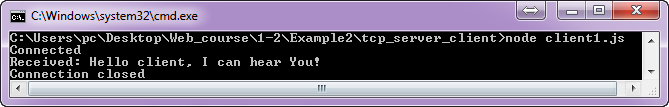 C:\Windows\system32\cmd.exe
C:\Users\pc\Desktop\Web_course\1-2\Example2\tcp_server_client>node client1.js
Connected
Received: Hello client, I can hear You!
Connection closed